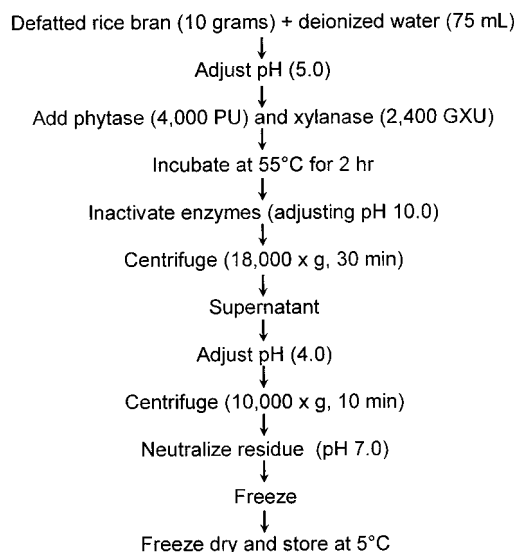 Defatted rice bran (10 grams) + deionized water (75 mL)
Adjust pH (5.0)
Add phytase (4,000 PU) and xylanase (2,400 GXU)
Incubate at 55°C for 2 hr
Inactivate enzymes (adjusting pH 10.0)
Centrifuge (18,000 x g, 30 min)
Supernatant
Adjust pH (4.0)
Centrifuge (10,000 x g, 10 min)
Neutralize residue (pH 7.0)
Freeze
Freeze dry and store at 5°C